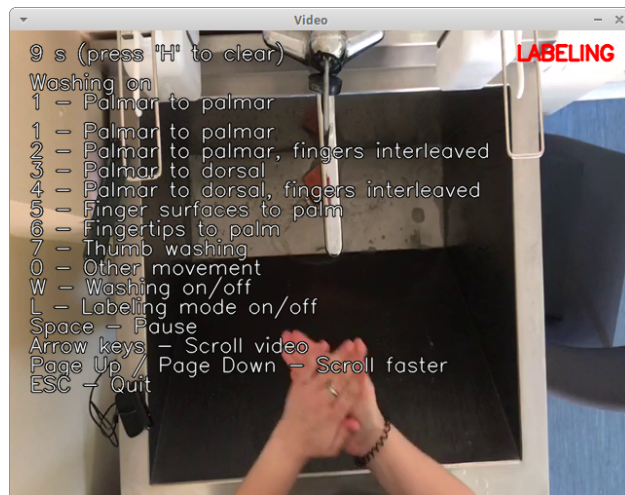 Video
9 s (press 'H' to clear)
LABELING
Washing on
1 - Palmar to palmar
1 - Palmar to palmar
2 - Palmar to palmar, fingers interleaved
3 - Palmar to dorsal
4 - Palmar to dorsal, fingers interleaved
5 - Finger surfaces to palm
6 - Fingertips to palm
7 - Thumb washing
0 - Other movement
W - Washing on/off
L - Labeling mode on/off
Space - Pause
Arrow keys - Scroll video
Page Up / Page Down - Scroll faster
ESC - Quit